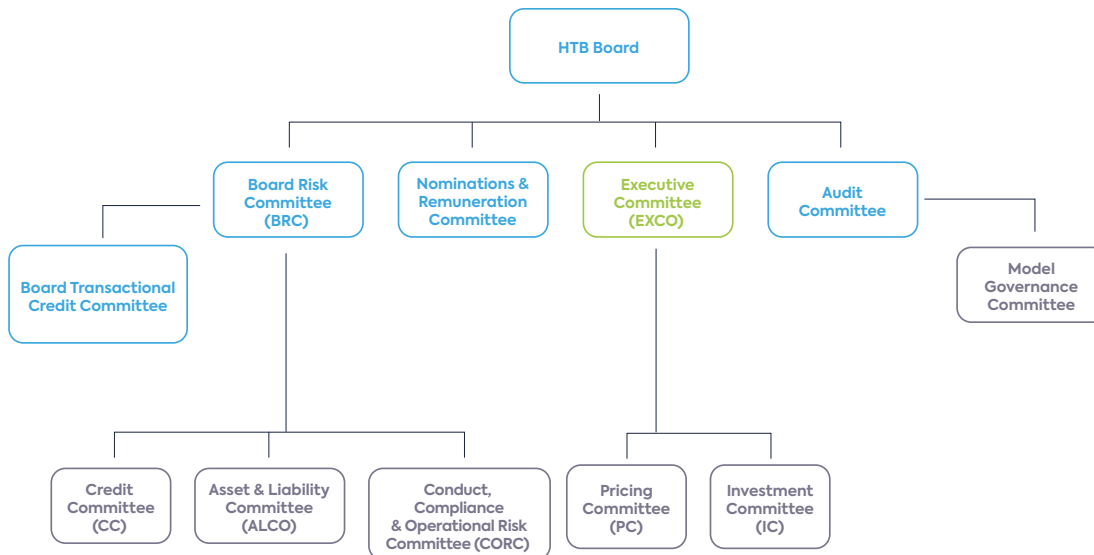 HTB Board
Board Risk
Committee
(BRC)
Nominations &
Remuneration
Committee
Executive
Committee
(EXCO)
Audit
Committee
Board Transactional
Credit Committee
Model
Governance
Committee
Credit
Committee
(CC)
Asset & Liability
Committee
(ALCO)
Conduct,
Compliance
& Operational Risk
Committee (CORC)
Pricing
Committee
(PC)
Investment
Committee
(IC)